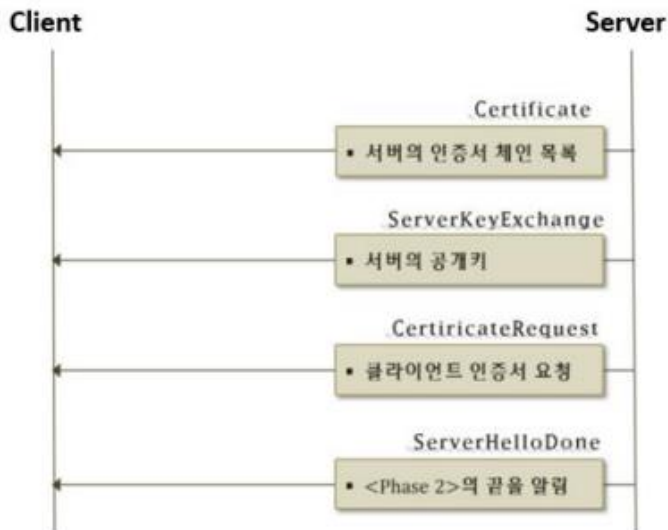 Client
Server
Certificate
▪ 서버의 인증서 체인 목록
ServerKeyExchange
▪ 서버의 공개키
CertiricateRequest
▪ 클라이언트 인증서 요청
ServerHelloDone
▪ <Phase 2>의 끝을 알림